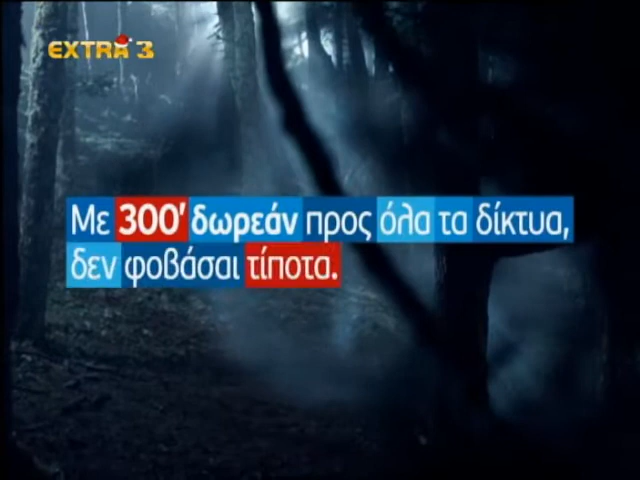 EXTRA 3
Με 300' δωρεάν προς όλα τα δίκτυα,
δεν φοβάσαι τίποτα.